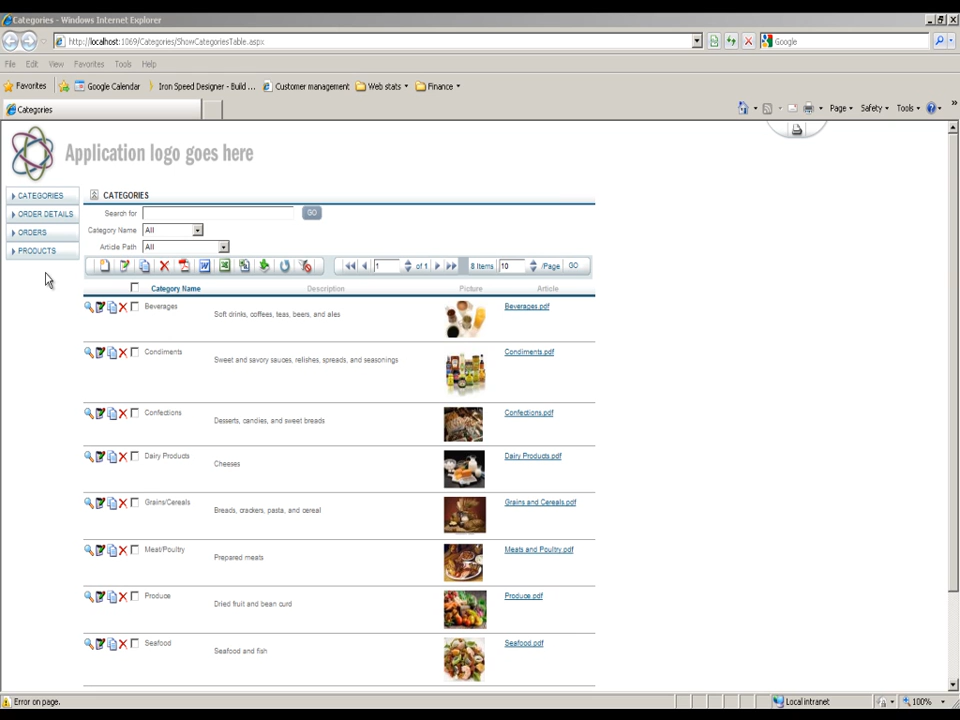 Categories - Windows Internet Explorer
http://localhost:1069/Categories/ShowCategoriesTable.aspx
Google
File Edit View Favorites Tools Help
Favorites Google Calendar Iron Speed Designer - Build ... Customer management Web stats Finance
Categories
Page Safety Tools
Application logo goes here
CATEGORIES
ORDER DETAILS
ORDERS
PRODUCTS
CATEGORIES
Search for GO
Category Name All
Article Path All
1 of 1 8 Items 10 /Page GO
Category Name Description Picture Article
Beverages Soft drinks, coffees, teas, beers, and ales Beverages.pdf
Condiments Sweet and savory sauces, relishes, spreads, and seasonings Condiments.pdf
Confections Desserts, candies, and sweet breads Confections.pdf
Dairy Products Cheeses Dairy Products.pdf
Grains/Cereals Breads, crackers, pasta, and cereal Grains and Cereals.pdf
Meat/Poultry Prepared meats Meats and Poultry.pdf
Produce Dried fruit and bean curd Produce.pdf
Seafood Seafood and fish Seafood.pdf
Error on page. Local intranet 100%